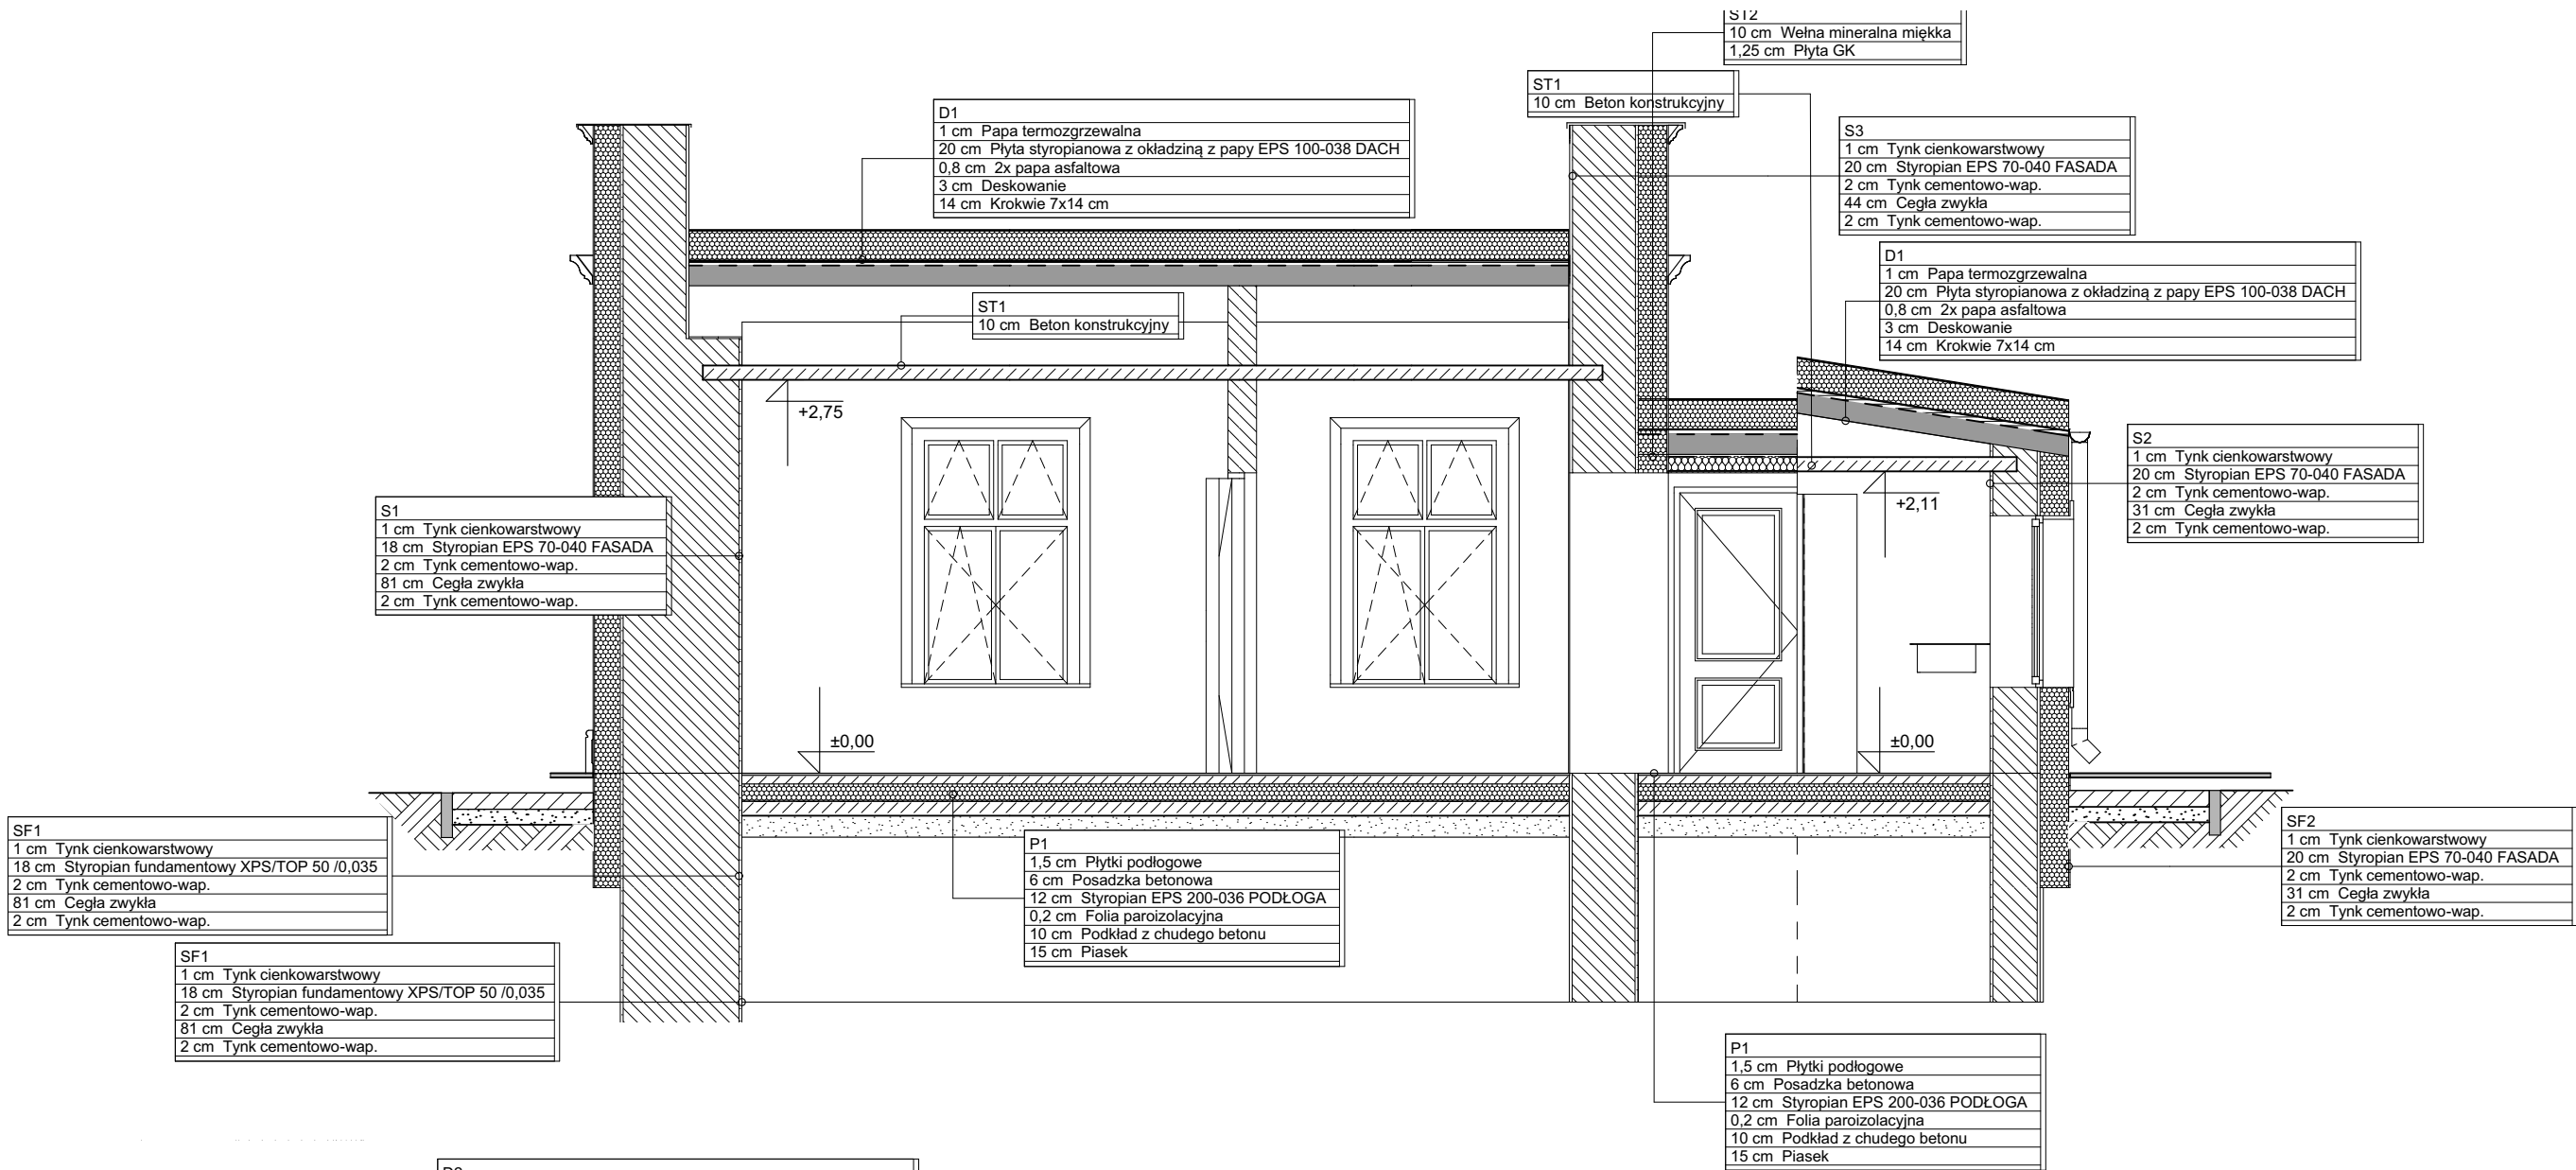 ST2
10 cm Wełna mineralna miękka
1,25 cm Płyta GK
ST1
10 cm Beton konstrukcyjny
D1
1 cm Papa termozgrzewalna
20 cm Płyta styropianowa z okładziną z papy EPS 100-038 DACH
0,8 cm 2x papa asfaltowa
3 cm Deskowanie
14 cm Krokwie 7x14 cm
S3
1 cm Tynk cienkowarstwowy
20 cm Styropian EPS 70-040 FASADA
2 cm Tynk cementowo-wap.
44 cm Cegła zwykła
2 cm Tynk cementowo-wap.
D1
1 cm Papa termozgrzewalna
20 cm Płyta styropianowa z okładziną z papy EPS 100-038 DACH
0,8 cm 2x papa asfaltowa
3 cm Deskowanie
14 cm Krokwie 7x14 cm
ST1
10 cm Beton konstrukcyjny
+2,75
S2
1 cm Tynk cienkowarstwowy
20 cm Styropian EPS 70-040 FASADA
2 cm Tynk cementowo-wap.
31 cm Cegła zwykła
2 cm Tynk cementowo-wap.
+2,11
S1
1 cm Tynk cienkowarstwowy
18 cm Styropian EPS 70-040 FASADA
2 cm Tynk cementowo-wap.
81 cm Cegła zwykła
2 cm Tynk cementowo-wap.
±0,00
±0,00
SF1
1 cm Tynk cienkowarstwowy
18 cm Styropian fundamentowy XPS/TOP 50 /0,035
2 cm Tynk cementowo-wap.
81 cm Cegła zwykła
2 cm Tynk cementowo-wap.
P1
1,5 cm Płytki podłogowe
6 cm Posadzka betonowa
12 cm Styropian EPS 200-036 PODŁOGA
0,2 cm Folia paroizolacyjna
10 cm Podkład z chudego betonu
15 cm Piasek
SF2
1 cm Tynk cienkowarstwowy
20 cm Styropian EPS 70-040 FASADA
2 cm Tynk cementowo-wap.
31 cm Cegła zwykła
2 cm Tynk cementowo-wap.
SF1
1 cm Tynk cienkowarstwowy
18 cm Styropian fundamentowy XPS/TOP 50 /0,035
2 cm Tynk cementowo-wap.
81 cm Cegła zwykła
2 cm Tynk cementowo-wap.
P1
1,5 cm Płytki podłogowe
6 cm Posadzka betonowa
12 cm Styropian EPS 200-036 PODŁOGA
0,2 cm Folia paroizolacyjna
10 cm Podkład z chudego betonu
15 cm Piasek